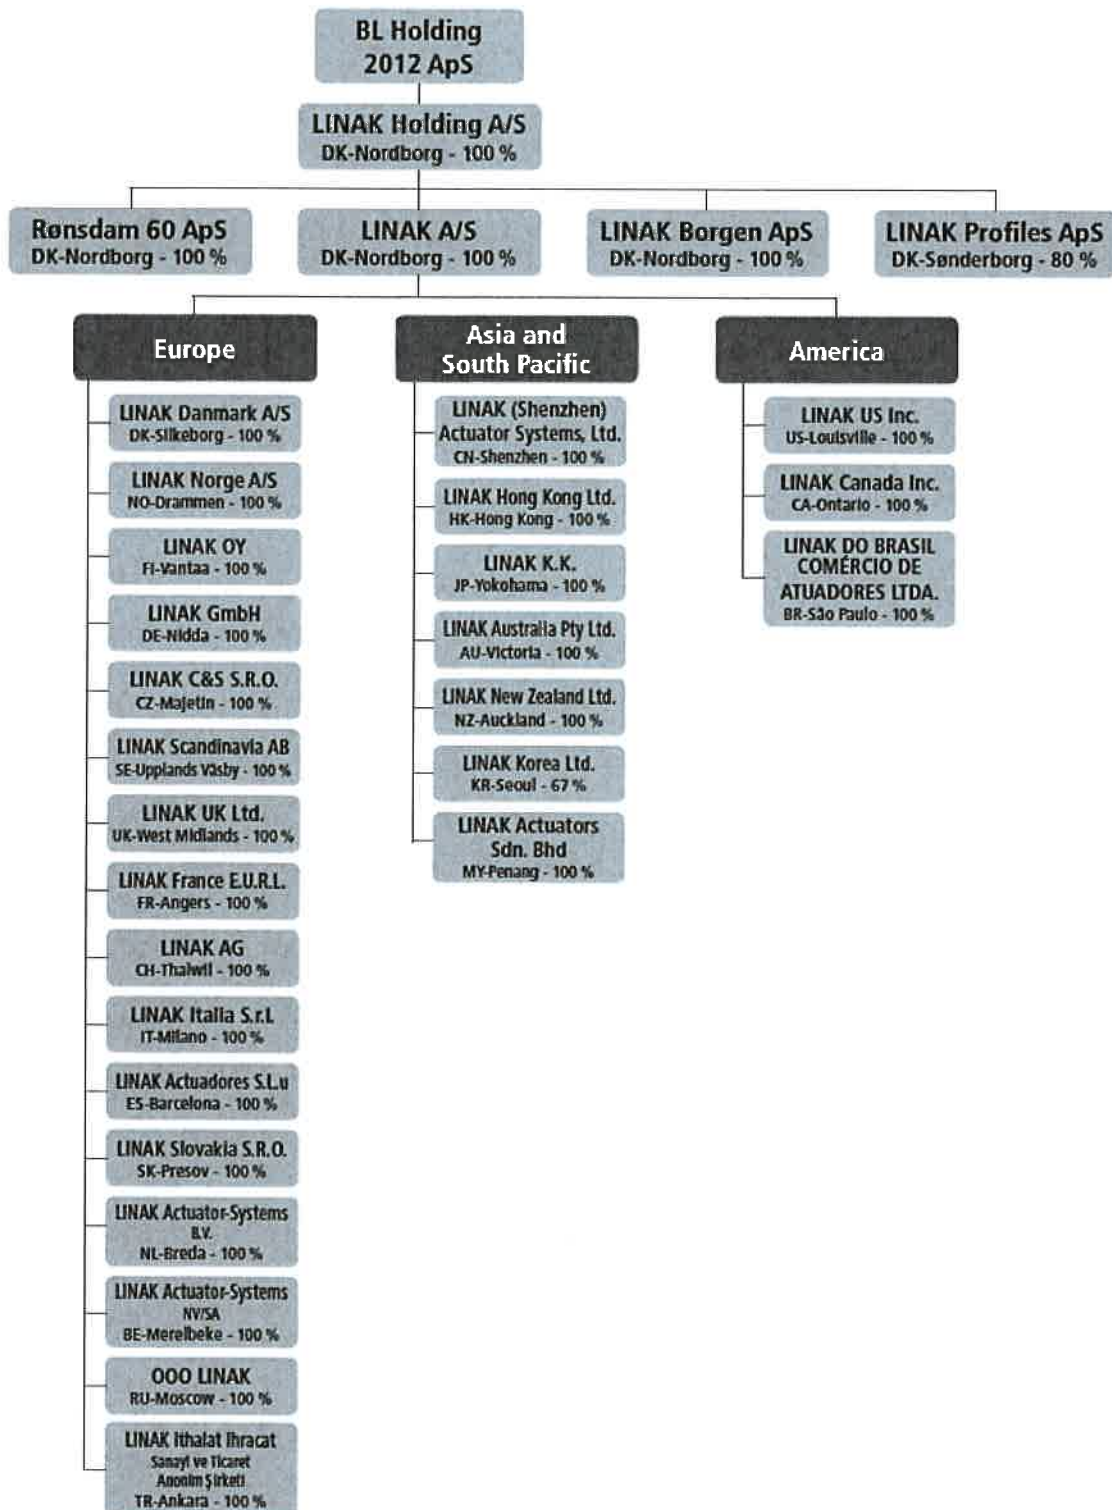 BL Holding
2012 ApS
LINAK Holding A/S
DK-Nordborg - 100 %
Rønsdam 60 ApS
DK-Nordborg - 100 %
LINAK A/S
DK-Nordborg - 100 %
LINAK Borgen ApS
DK-Nordborg - 100 %
LINAK Profiles ApS
DK-Sønderborg - 80 %
Europe
LINAK Danmark A/S
DK-Silkeborg - 100 %
LINAK Norge A/S
NO-Drammen - 100 %
LINAK OY
FI-Vantaa - 100 %
LINAK GmbH
DE-Nidda - 100 %
LINAK C&S S.R.O.
CZ-Majetin - 100 %
LINAK Scandinavia AB
SE-Upplands Väsby - 100 %
LINAK UK Ltd.
UK-West Midlands - 100 %
LINAK France E.U.R.L.
FR-Angers - 100 %
LINAK AG
CH-Thalwil - 100 %
LINAK Italia S.r.L
IT-Milano - 100 %
LINAK Actuadores S.L.u
ES-Barcelona - 100 %
LINAK Slovakia S.R.O.
SK-Presov - 100 %
LINAK Actuator-Systems
B.V.
NL-Breda - 100 %
LINAK Actuator-Systems
NV/SA
BE-Merelbeke - 100 %
OOO LINAK
RU-Moscow - 100 %
LINAK Ithalat Ihracat
Sanayi ve Ticaret
Anonim Şirketi
TR-Ankara - 100 %
Asia and
South Pacific
LINAK (Shenzhen)
Actuator Systems, Ltd.
CN-Shenzhen - 100 %
LINAK Hong Kong Ltd.
HK-Hong Kong - 100 %
LINAK K.K.
JP-Yokohama - 100 %
LINAK Australia Pty Ltd.
AU-Victoria - 100 %
LINAK New Zealand Ltd.
NZ-Auckland - 100 %
LINAK Korea Ltd.
KR-Seoul - 67 %
LINAK Actuators
Sdn. Bhd
MY-Penang - 100 %
America
LINAK US Inc.
US-Louisville - 100 %
LINAK Canada Inc.
CA-Ontario - 100 %
LINAK DO BRASIL
COMÉRCIO DE
ATUADORES LTDA.
BR-São Paulo - 100 %